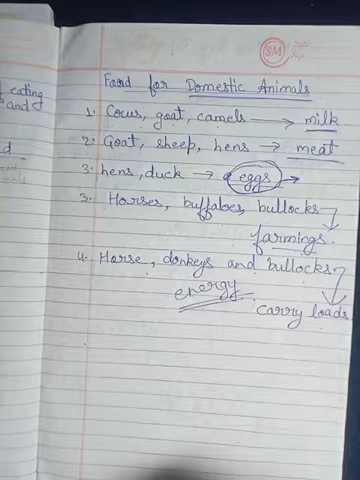 SM
eating
and
Food for Domestic Animals
1. Cows, goat, camels → milk
2. Goat, sheep, hens → meat
3. hens, duck → eggs →
3. Horses, buffaloes, bullocks
farmings.
4. Horse, donkeys and bullocks
energy
carry loads